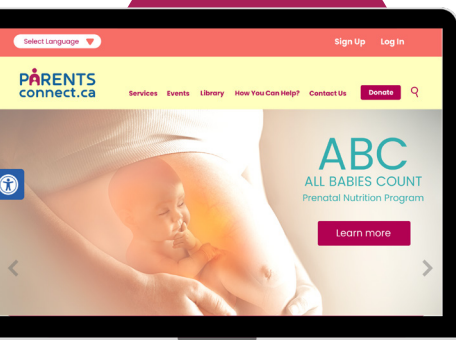 Select Language
Sign Up Log In
PARENTS
connect.ca
Services Events Library How You Can Help? Contact Us Donate
ABC
ALL BABIES COUNT
Prenatal Nutrition Program
Learn more